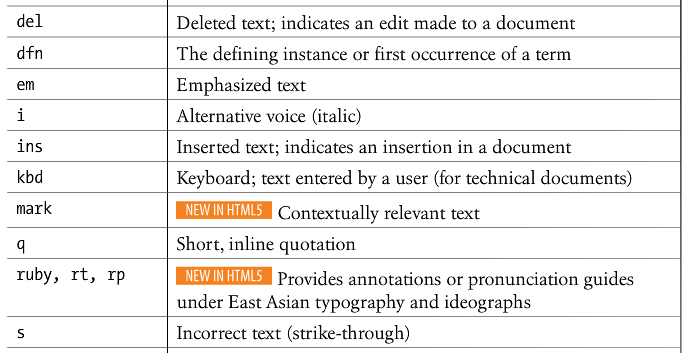 del Deleted text; indicates an edit made to a document
dfn The defining instance or first occurrence of a term
em Emphasized text
i Alternative voice (italic)
ins Inserted text; indicates an insertion in a document
kbd Keyboard; text entered by a user (for technical documents)
mark NEW IN HTML5 Contextually relevant text
q Short, inline quotation
ruby, rt, rp NEW IN HTML5 Provides annotations or pronunciation guides
under East Asian typography and ideographs
s Incorrect text (strike-through)